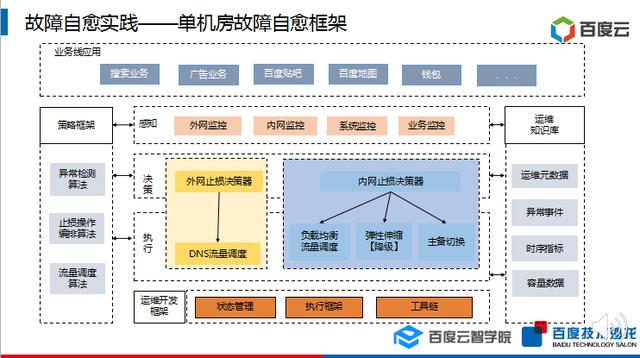 故障自愈实践——单机房故障自愈框架
百度云
业务线应用
搜索业务
广告业务
百度贴吧
百度地图
钱包
. . .
策略框架
感知
外网监控
内网监控
系统监控
业务监控
运维
知识库
异常检测
算法
止损操作
编排算法
流量调度
算法
决
策
外网止损决策器
内网止损决策器
执
行
DNS流量调度
负载均衡
流量调度
弹性伸缩
【降级】
主备切换
运维元数据
异常事件
时序指标
容量数据
运维开发
框架
状态管理
执行框架
工具链
百度云智学院
百度技术沙龙
BAIDU TECHNOLOGY SALON